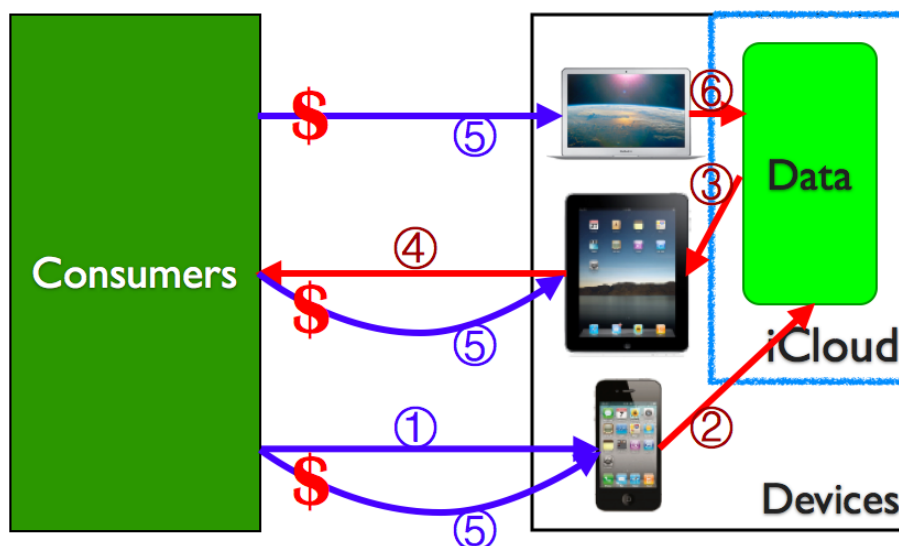 $
⑤
⑥
Data
③
④
Consumers
$
⑤
iCloud
①
②
$
⑤
Devices